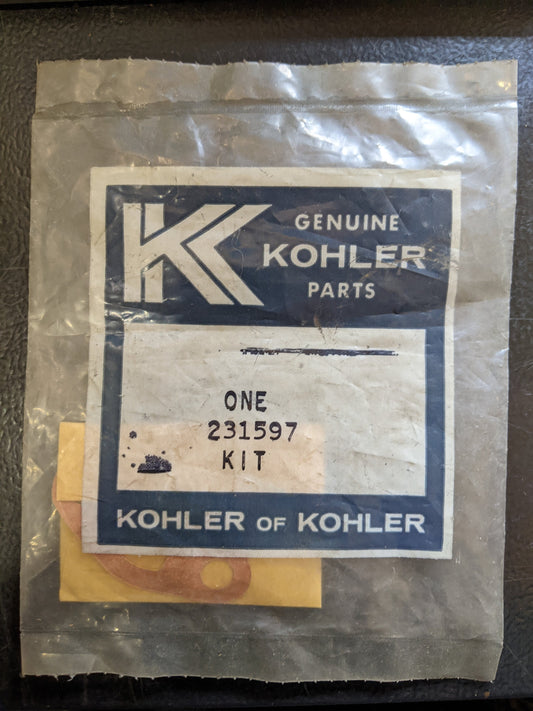 K
GENUINE
KOHLER
PARTS
ONE
231597
KIT
KOHLER OF KOHLER